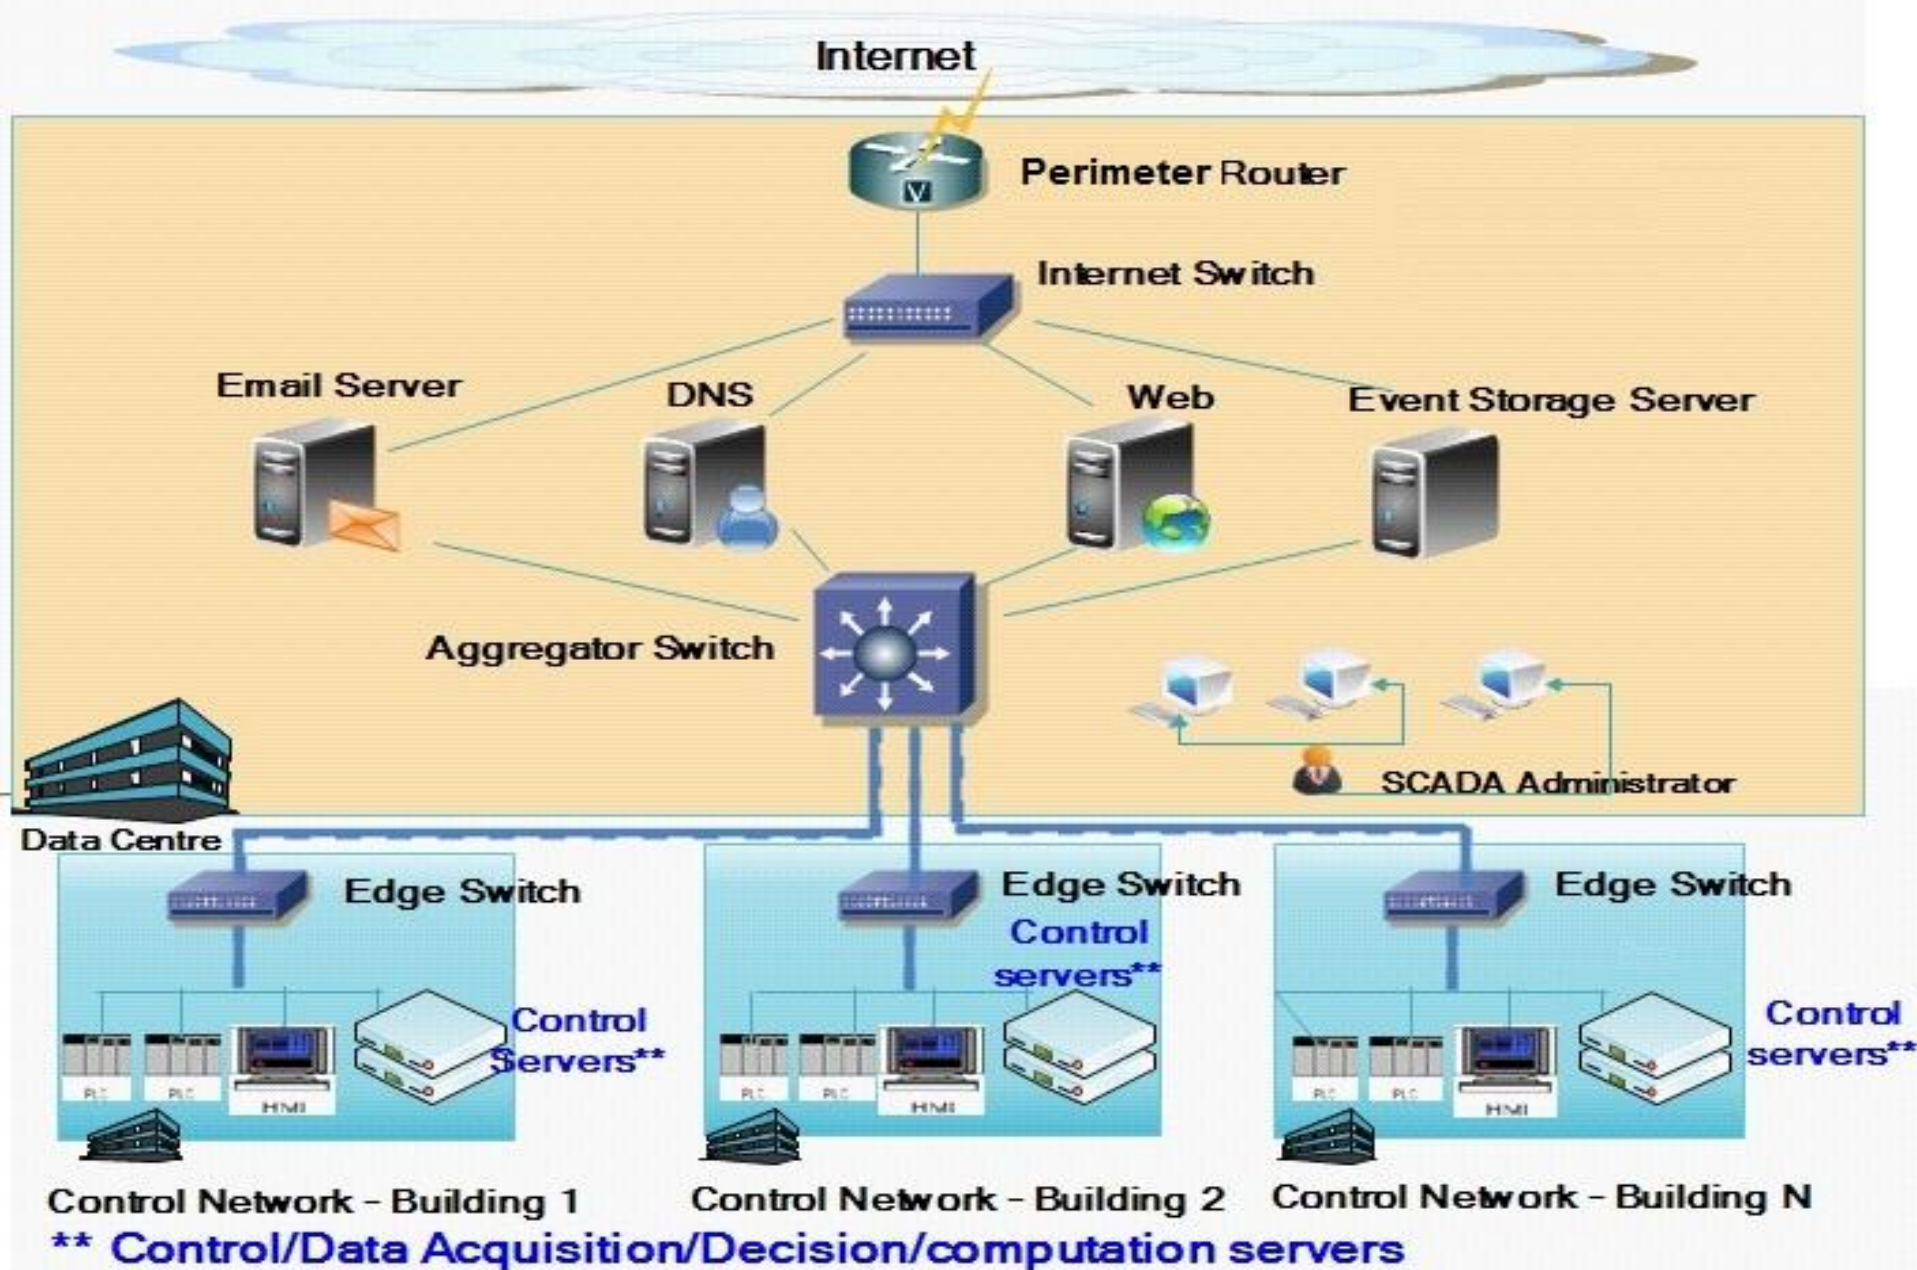 Internet
Perimeter Router
V
Internet Switch
Email Server
DNS
Web
Event Storage Server
Aggregator Switch
SCADA Administrator
Data Centre
Edge Switch
Edge Switch
Edge Switch
Control
servers**
Control
Servers**
Control
servers**
PLC
PLC
HMI
PLC
PLC
HMI
PLC
PLC
HMI
Control Network - Building 1
Control Network - Building 2
Control Network - Building N
** Control/Data Acquisition/Decision/computation servers